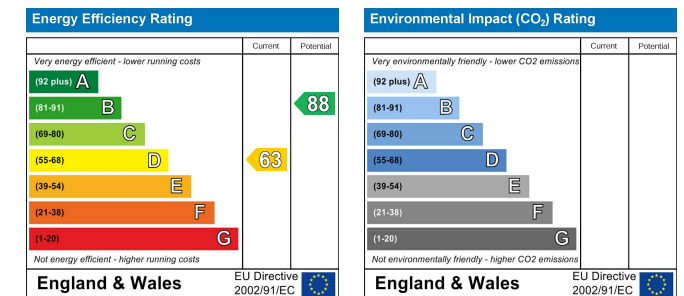 Energy Efficiency Rating
Current Potential
Very energy efficient - lower running costs
(92 plus) A
(81-91) B
88
(69-80) C
(55-68) D
63
(39-54) E
(21-38) F
(1-20) G
Not energy efficient - higher running costs
England & Wales
EU Directive
2002/91/EC
Environmental Impact (CO2) Rating
Current Potential
Very environmentally friendly - lower CO2 emissions
(92 plus) A
(81-91) B
(69-80) C
(55-68) D
(39-54) E
(21-38) F
(1-20) G
Not environmentally friendly - higher CO2 emissions
England & Wales
EU Directive
2002/91/EC